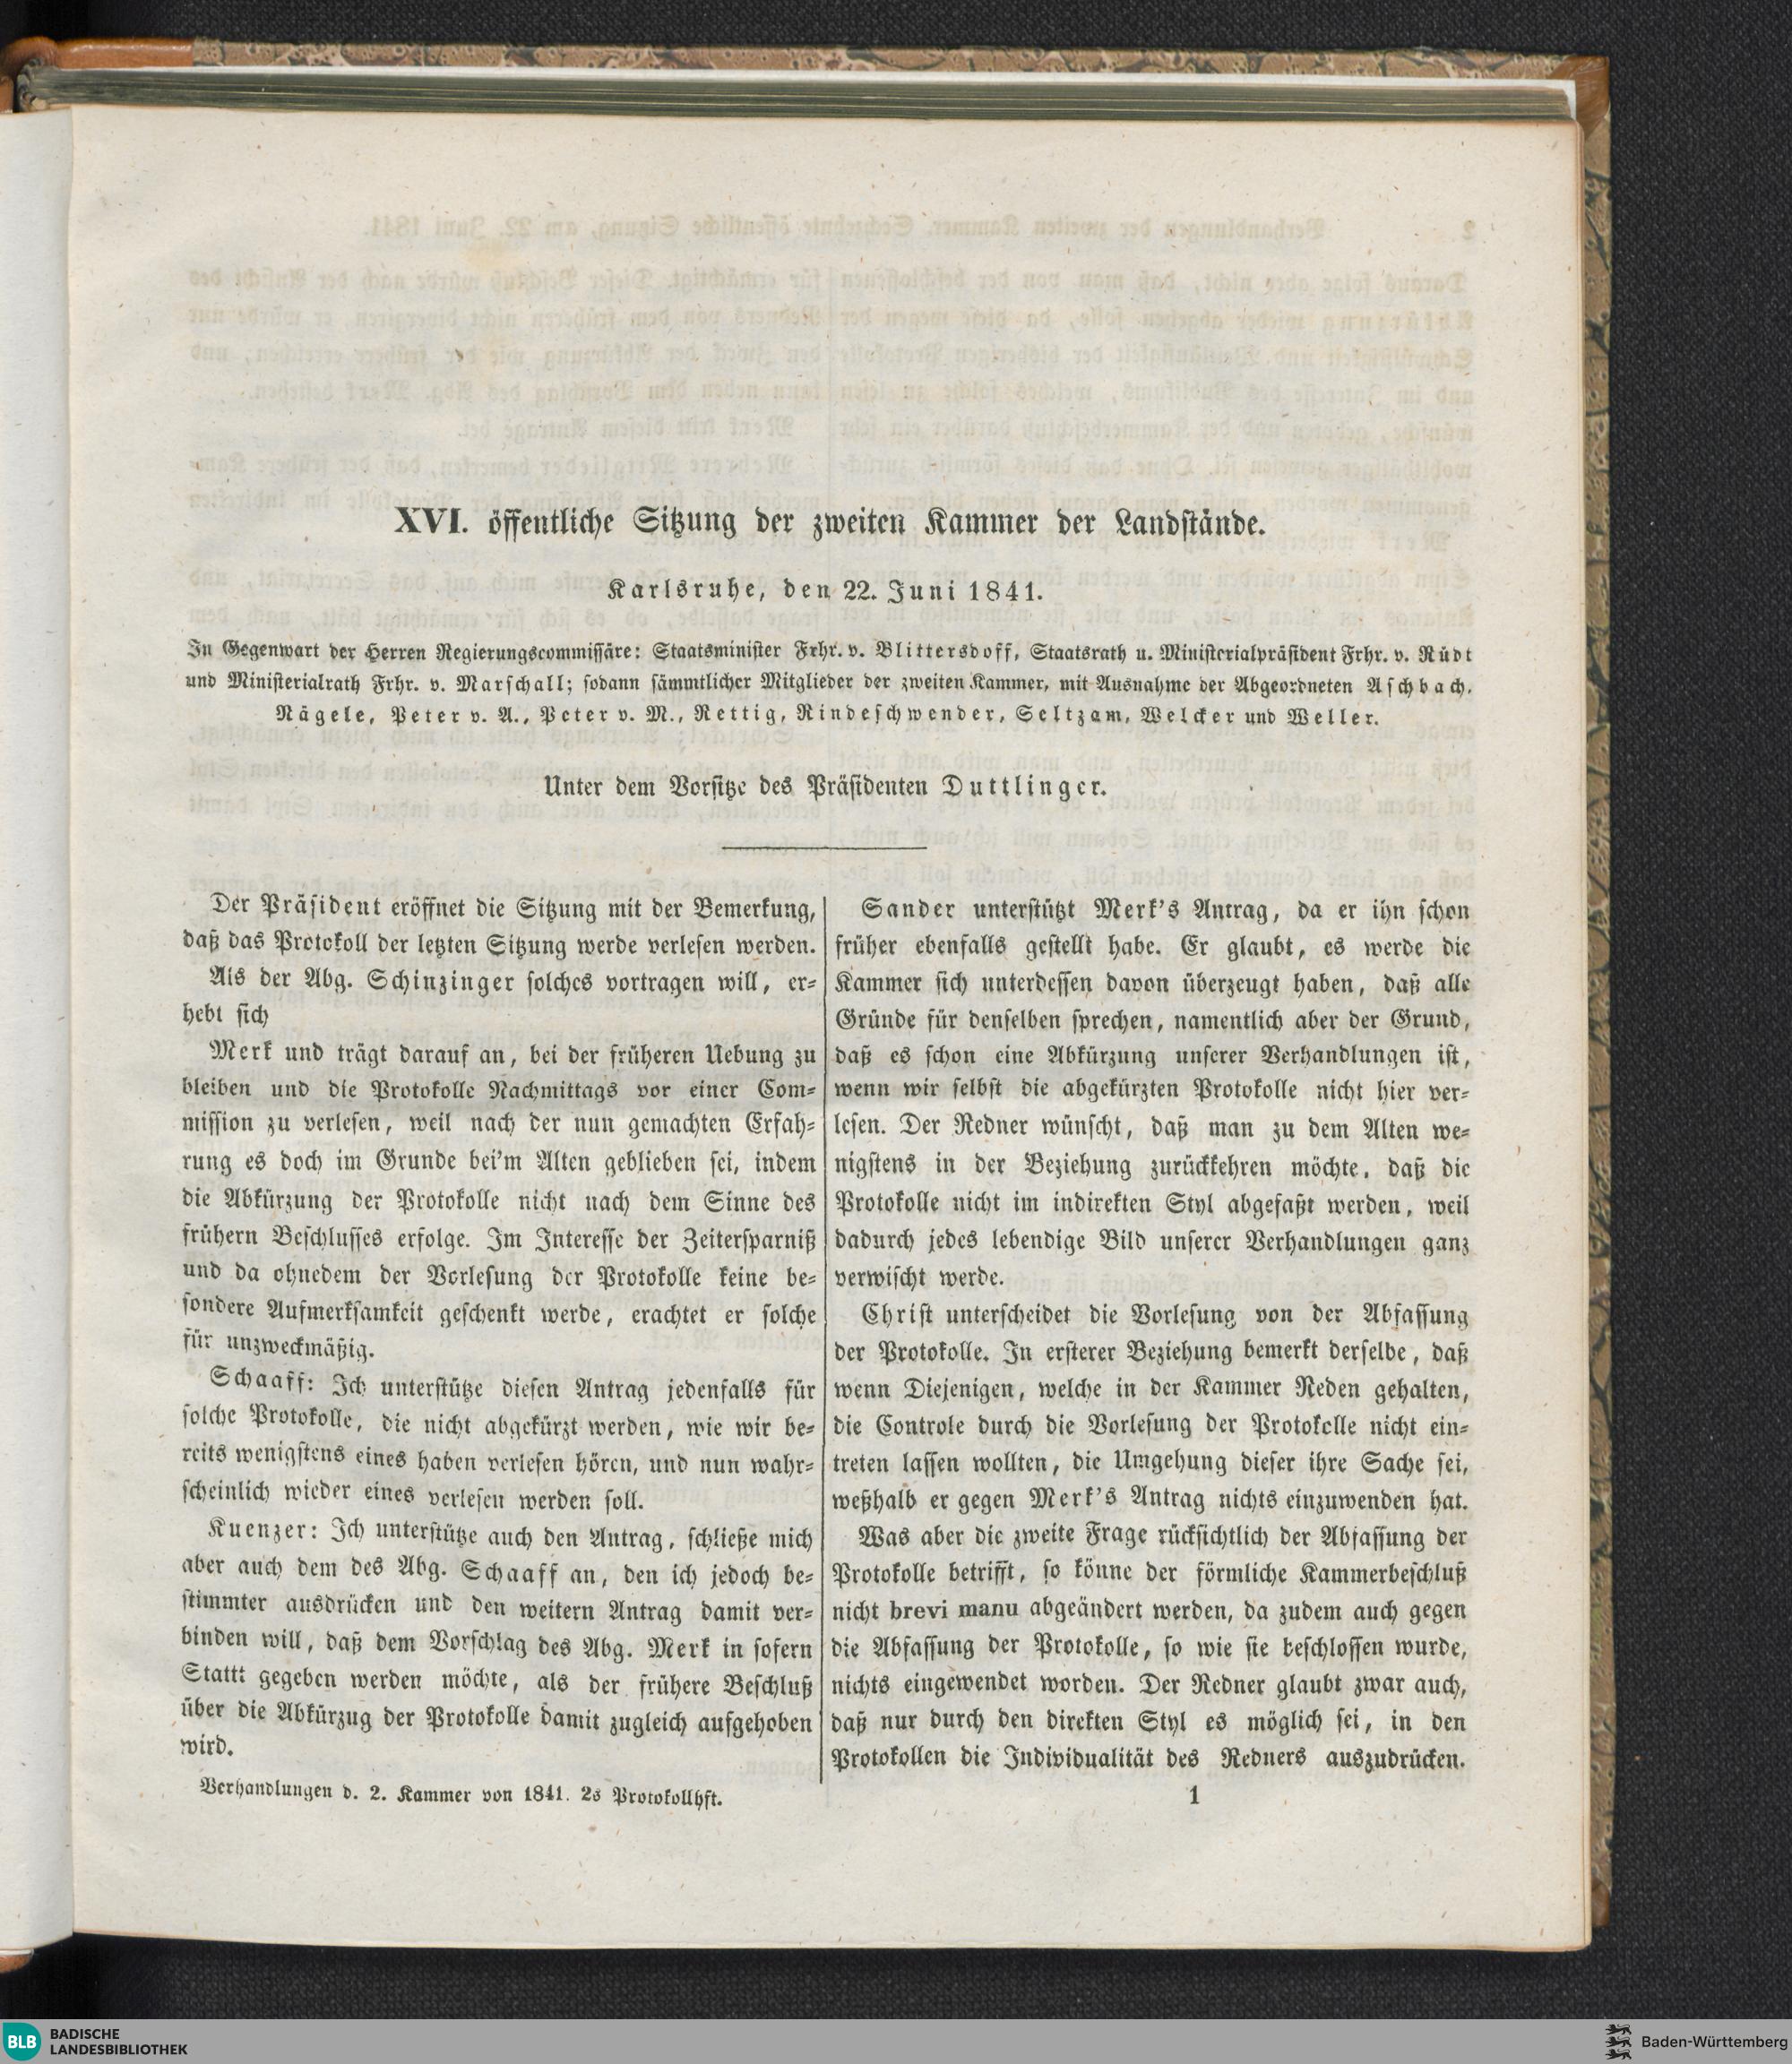 XVI. öffentliche Sitzung der zweiten Kammer der Landstände.
Karlsruhe, den 22. Juni 1841.
In Gegenwart der Herren Regierungscommissäre: Staatsminister Frhr. v. Blittersdoff, Staatsrath u. Ministerialpräsident Frhr. v. Rüdt
und Ministerialrath Frhr. v. Marschall; sodann sämmtlicher Mitglieder der zweiten Kammer, mit Ausnahme der Abgeordneten Aschbach,
Nägele, Peter v. A., Peter v. M., Rettig, Rindeschwender, Seltzam, Welcker und Weller.
Unter dem Vorsitze des Präsidenten Duttlinger.
Der Präsident eröffnet die Sitzung mit der Bemerkung,
daß das Protokoll der letzten Sitzung werde verlesen werden.
Als der Abg. Schinzinger solches vortragen will, er-
hebt sich
Merk und trägt darauf an, bei der früheren Uebung zu
bleiben und die Protokolle Nachmittags vor einer Com-
mission zu verlesen, weil nach der nun gemachten Erfah-
rung es doch im Grunde bei'm Alten geblieben sei, indem
die Abkürzung der Protokolle nicht nach dem Sinne des
frühern Beschlusses erfolge. Im Interesse der Zeitersparniß
und da ohnedem der Verlesung der Protokolle keine be-
sondere Aufmerksamkeit geschenkt werde, erachtet er solche
für unzweckmäßig.
Schaaff: Ich unterstütze diesen Antrag jedenfalls für
solche Protokolle, die nicht abgekürzt werden, wie wir be-
reits wenigstens eines haben verlesen hören, und nun wahr-
scheinlich wieder eines verlesen werden soll.
Kuenzer: Ich unterstütze auch den Antrag, schließe mich
aber auch dem des Abg. Schaaff an, den ich jedoch be-
stimmter ausdrücken und den weitern Antrag damit ver-
binden will, daß dem Vorschlag des Abg. Merk in sofern
Statt gegeben werden möchte, als der frühere Beschluß
über die Abkürzug der Protokolle damit zugleich aufgehoben
wird.
Verhandlungen d. 2. Kammer von 1841. 2s Protokollhft.
Sander unterstützt Merk's Antrag, da er ihn schon
früher ebenfalls gestellt habe. Er glaubt, es werde die
Kammer sich unterdessen davon überzeugt haben, daß alle
Gründe für denselben sprechen, namentlich aber der Grund,
daß es schon eine Abkürzung unserer Verhandlungen ist,
wenn wir selbst die abgekürzten Protokolle nicht hier ver-
lesen. Der Redner wünscht, daß man zu dem Alten we-
nigstens in der Beziehung zurückkehren möchte, daß die
Protokolle nicht im indirekten Styl abgefaßt werden, weil
dadurch jedes lebendige Bild unserer Verhandlungen ganz
verwischt werde.
Christ unterscheidet die Vorlesung von der Abfassung
der Protokolle. In ersterer Beziehung bemerkt derselbe, daß
wenn Diejenigen, welche in der Kammer Reden gehalten,
die Controle durch die Vorlesung der Protokolle nicht ein-
treten lassen wollten, die Umgehung dieser ihre Sache sei,
weßhalb er gegen Merk's Antrag nichts einzuwenden hat.
Was aber die zweite Frage rücksichtlich der Abfassung der
Protokolle betrifft, so könne der förmliche Kammerbeschluß
nicht brevi manu abgeändert werden, da zudem auch gegen
die Abfassung der Protokolle, so wie sie beschlossen wurde,
nichts eingewendet worden. Der Redner glaubt zwar auch,
daß nur durch den direkten Styl es möglich sei, in den
Protokollen die Individualität des Redners auszudrücken.
1
BLB BADISCHE
LANDESBIBLIOTHEK
Baden-Württemberg